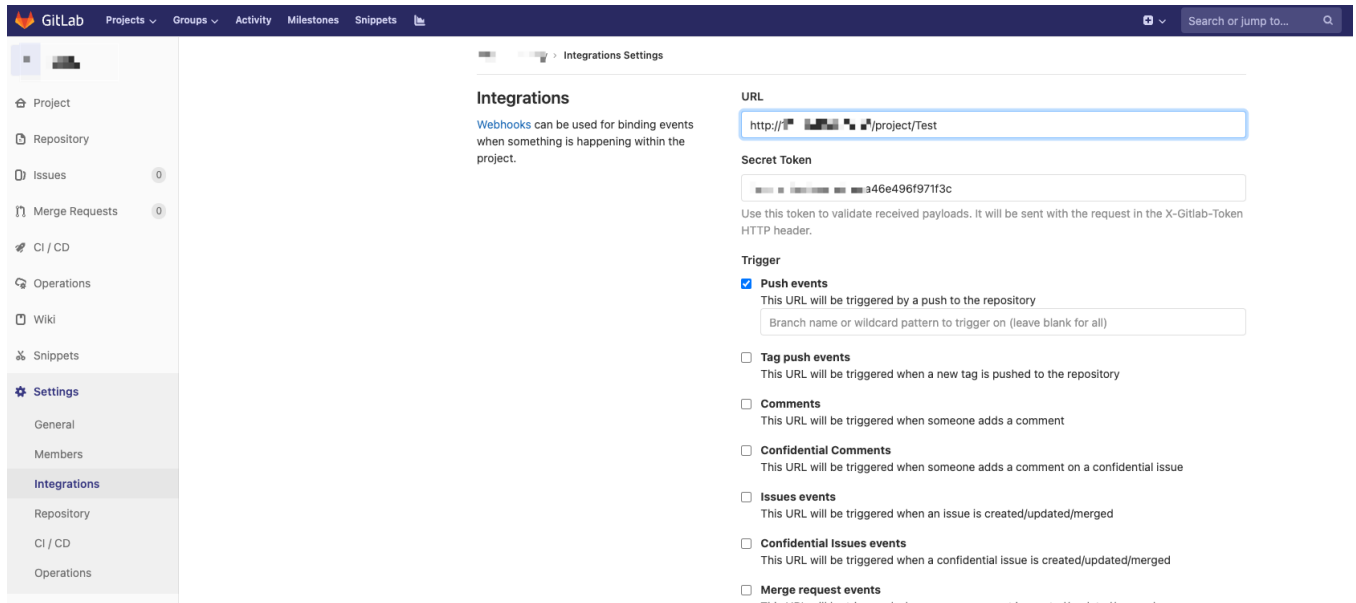 GitLab Projects Groups Activity Milestones Snippets Search or jump to...
Project
Repository
Issues 0
Merge Requests 0
CI / CD
Operations
Wiki
Snippets
Settings
General
Members
Integrations
Repository
CI / CD
Operations
› Integrations Settings
Integrations
Webhooks can be used for binding events
when something is happening within the
project.
URL
http:// /project/Test
Secret Token
a46e496f971f3c
Use this token to validate received payloads. It will be sent with the request in the X-Gitlab-Token
HTTP header.
Trigger
Push events
This URL will be triggered by a push to the repository
Branch name or wildcard pattern to trigger on (leave blank for all)
Tag push events
This URL will be triggered when a new tag is pushed to the repository
Comments
This URL will be triggered when someone adds a comment
Confidential Comments
This URL will be triggered when someone adds a comment on a confidential issue
Issues events
This URL will be triggered when an issue is created/updated/merged
Confidential Issues events
This URL will be triggered when a confidential issue is created/updated/merged
Merge request events